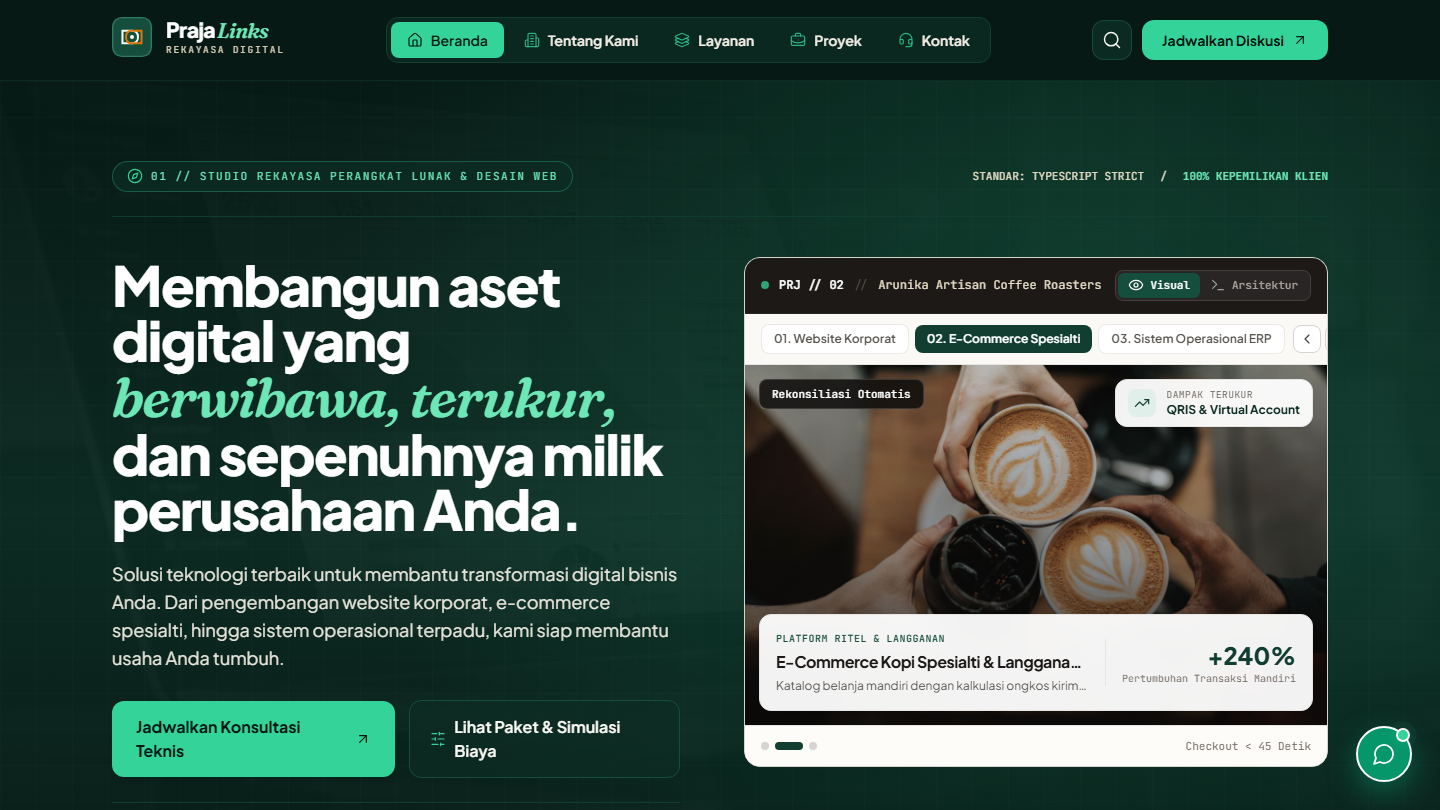 Praja Links
REKAYASA DIGITAL
Beranda
Tentang Kami
Layanan
Proyek
Kontak
Jadwalkan Diskusi
01 // STUDIO REKAYASA PERANGKAT LUNAK & DESAIN WEB
STANDAR: TYPESCRIPT STRICT / 100% KEPEMILIKAN KLIEN
Membangun aset
digital yang
berwibawa, terukur,
dan sepenuhnya milik
perusahaan Anda.
Solusi teknologi terbaik untuk membantu transformasi digital bisnis
Anda. Dari pengembangan website korporat, e-commerce
spesialti, hingga sistem operasional terpadu, kami siap membantu
usaha Anda tumbuh.
Jadwalkan Konsultasi
Teknis
Lihat Paket & Simulasi
Biaya
PRJ // 02 // Arunika Artisan Coffee Roasters
Visual
Arsitektur
01. Website Korporat
02. E-Commerce Spesialti
03. Sistem Operasional ERP
Rekonsiliasi Otomatis
DAMPAK TERUKUR
QRIS & Virtual Account
PLATFORM RITEL & LANGGANAN
E-Commerce Kopi Spesialti & Langgana...
Katalog belanja mandiri dengan kalkulasi ongkos kirim...
+240%
Pertumbuhan Transaksi Mandiri
Checkout < 45 Detik